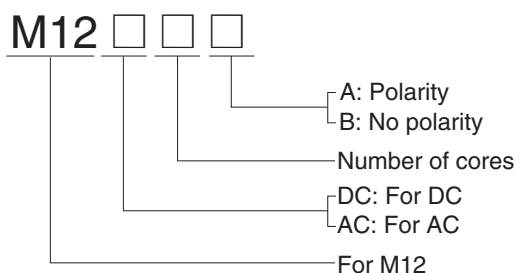 M12 □ □ □
A: Polarity
B: No polarity
Number of cores
DC: For DC
AC: For AC
For M12